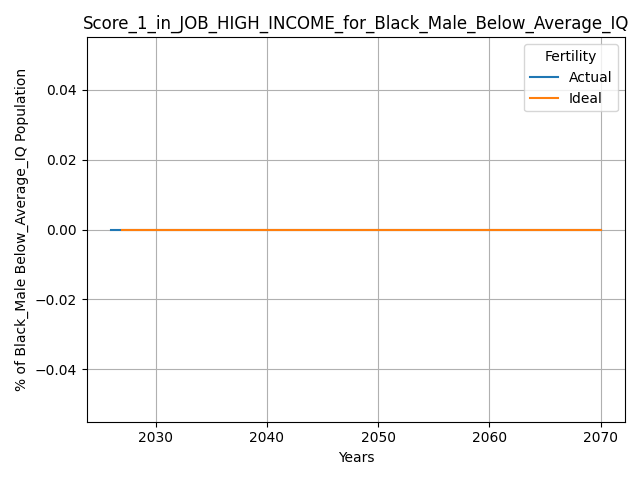 Score_1_in_JOB_HIGH_INCOME_for_Black_Male_Below_Average_IQ
Fertility
Actual
Ideal
% of Black_Male Below_Average_IQ Population
0.04
0.02
0.00
−0.02
−0.04
2030 2040 2050 2060 2070
Years